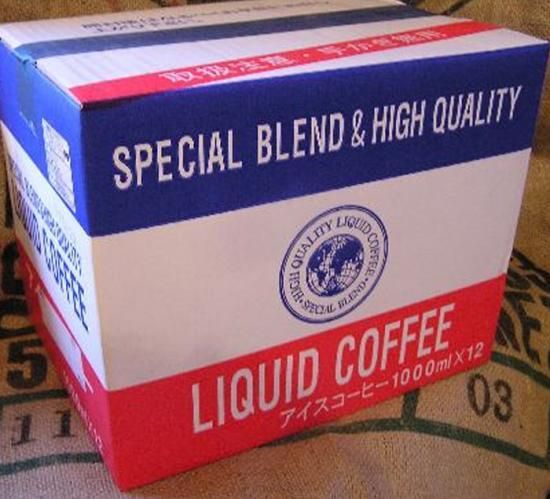 取扱注意・手かぎ無用
SPECIAL BLEND & HIGH QUALITY
HIGH QUALITY LIQUID COFFEE
・SPECIAL BLEND・
LIQUID COFFEE
アイスコーヒー1000ml×12
LIQUID COFFEE
03
11